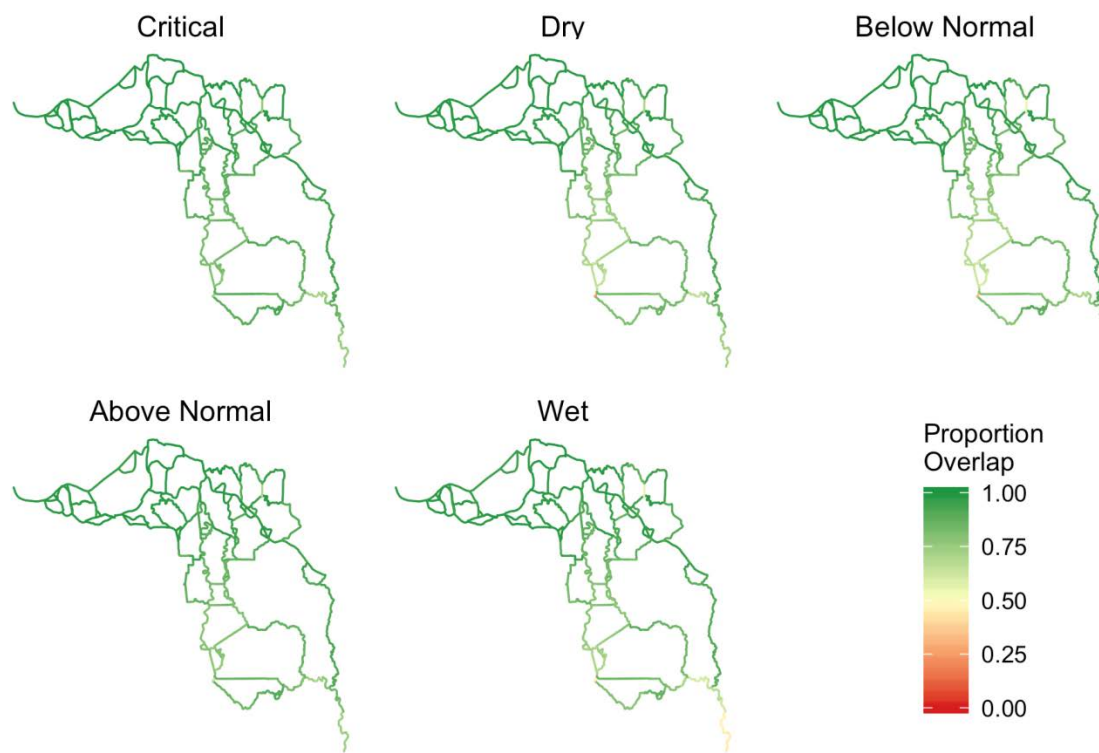 Critical
Dry
Below Normal
Above Normal
Wet
Proportion
Overlap
1.00
0.75
0.50
0.25
0.00